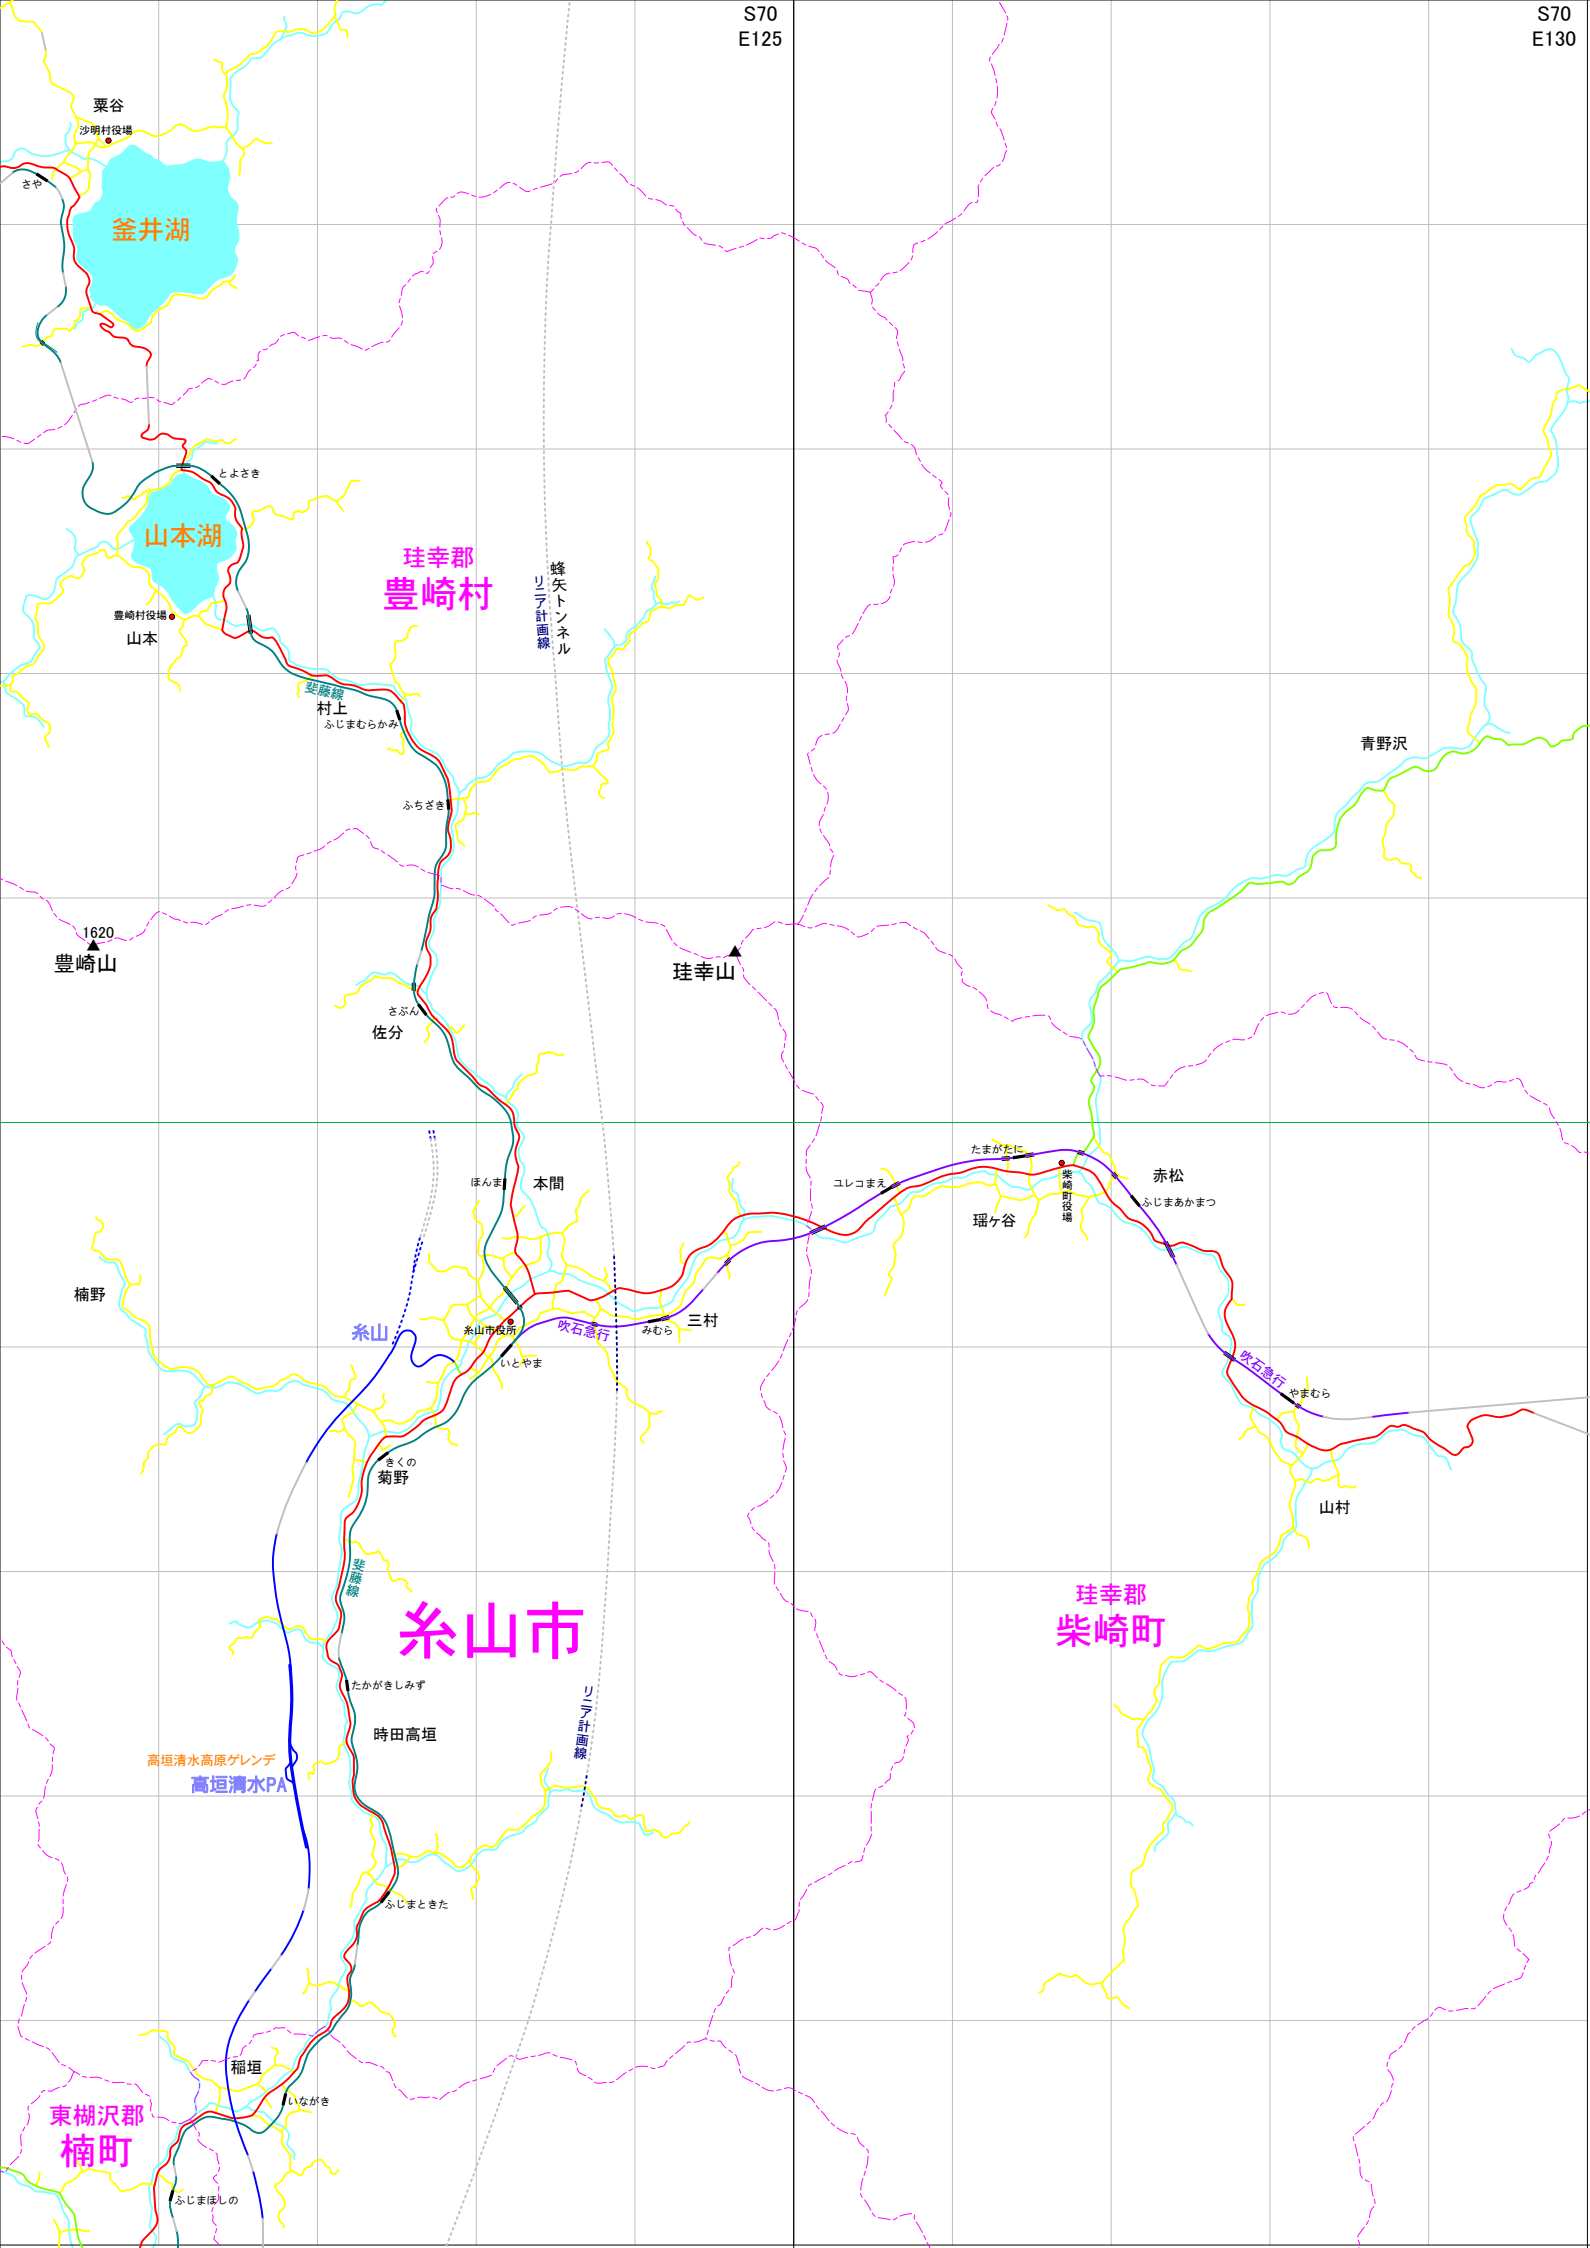 S70
E125
S70
E130
粟谷
沙明村役場
さや
釜井湖
とよさき
山本湖
珪幸郡
豊崎村
蜂矢トンネル
リニア計画線
豊崎村役場
山本
斐藤線
村上
ふじまむらかみ
青野沢
ふちざき
1620
豊崎山
珪幸山
さぶん
佐分
たまがたに
赤松
ほんま
本間
ユレコまえ
柴崎町役場
ふじまあかまつ
瑶ヶ谷
楠野
糸山
糸山市役所
吹石急行
みむら
三村
いとやま
吹石急行
やまむら
きくの
菊野
山村
斐藤線
珪幸郡
柴崎町
糸山市
たかがきしみず
リニア計画線
時田高垣
高垣清水高原ゲレンデ
高垣清水PA
ふじまときた
稲垣
いながき
東楜沢郡
楠町
ふじまほしの